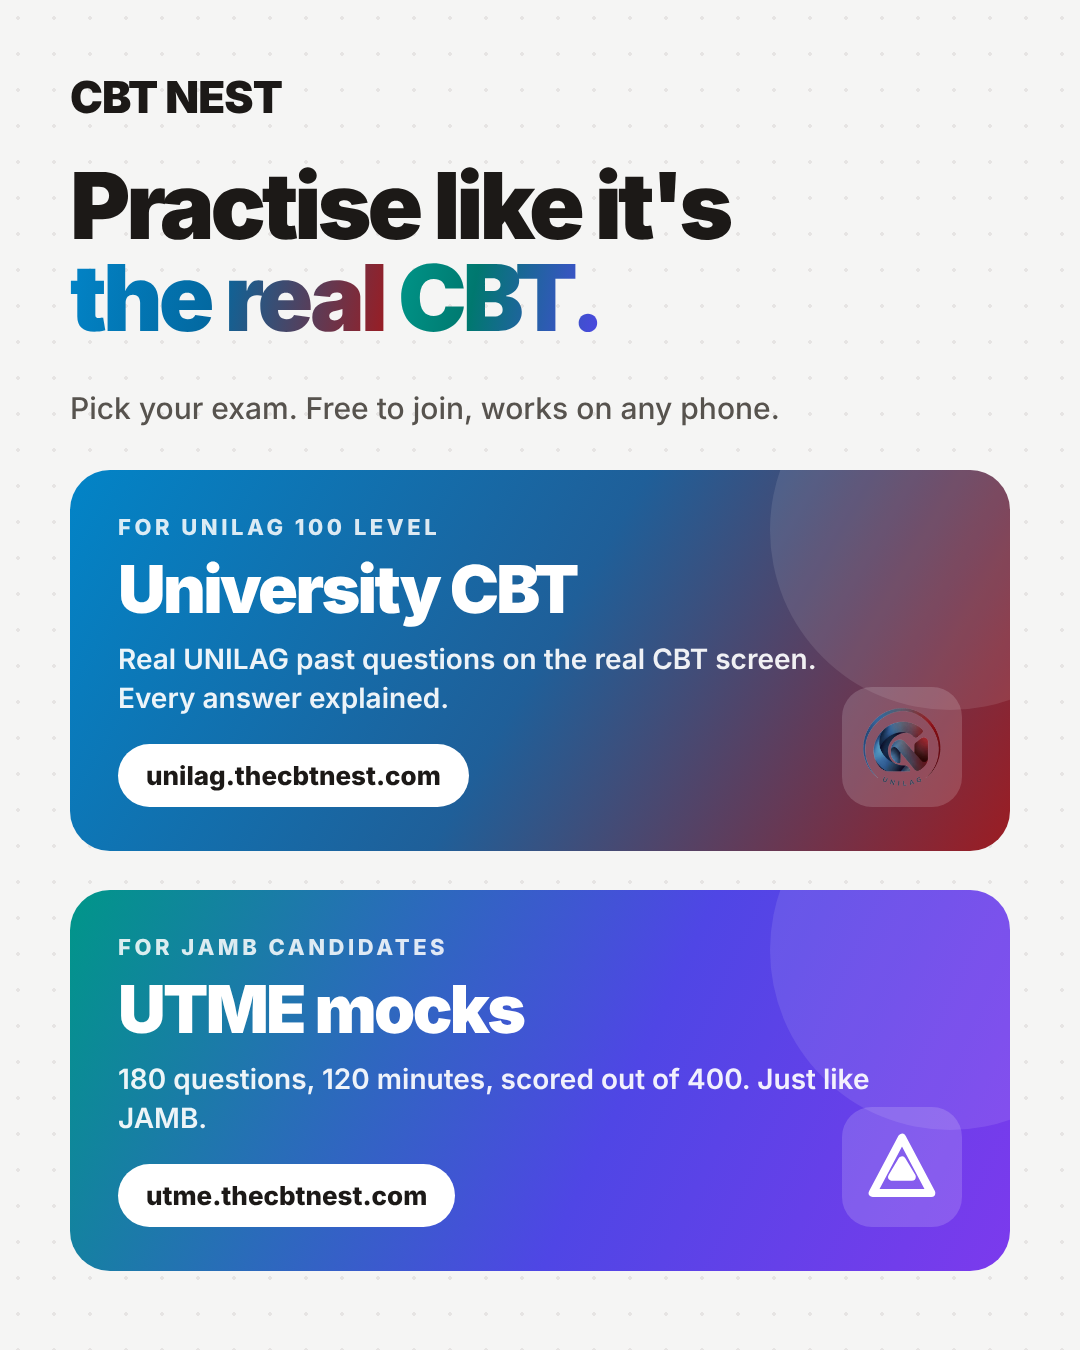 CBT NEST
Practise like it's
the real CBT.
Pick your exam. Free to join, works on any phone.
FOR UNILAG 100 LEVEL
University CBT
Real UNILAG past questions on the real CBT screen.
Every answer explained.
unilag.thecbtnest.com
UNILAG
FOR JAMB CANDIDATES
UTME mocks
180 questions, 120 minutes, scored out of 400. Just like
JAMB.
utme.thecbtnest.com